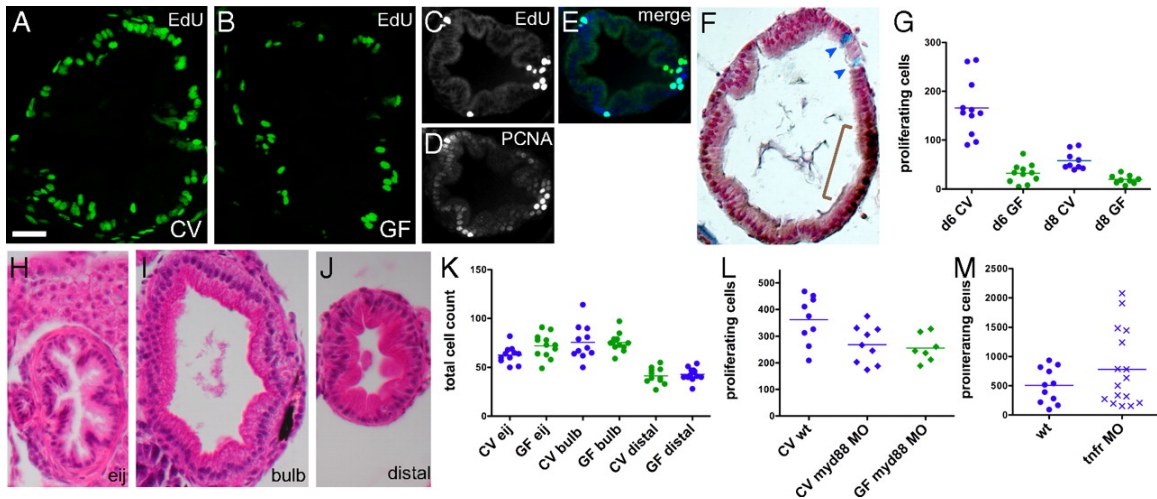 A
EdU
CV
B
EdU
GF
C
EdU
D
PCNA
E
merge
F
G
proliferating cells
300
200
100
0
d6 CV
d6 GF
d8 CV
d8 GF
H
eij
I
bulb
J
distal
K
total cell count
150
100
50
0
CV eij
GF eij
CV bulb
GF bulb
CV distal
GF distal
L
proliferating cells
500
400
300
200
100
0
CV wt
CV myd88 MO
GF myd88 MO
M
proliferating cells
2500
2000
1500
1000
500
0
wt
tnfr MO